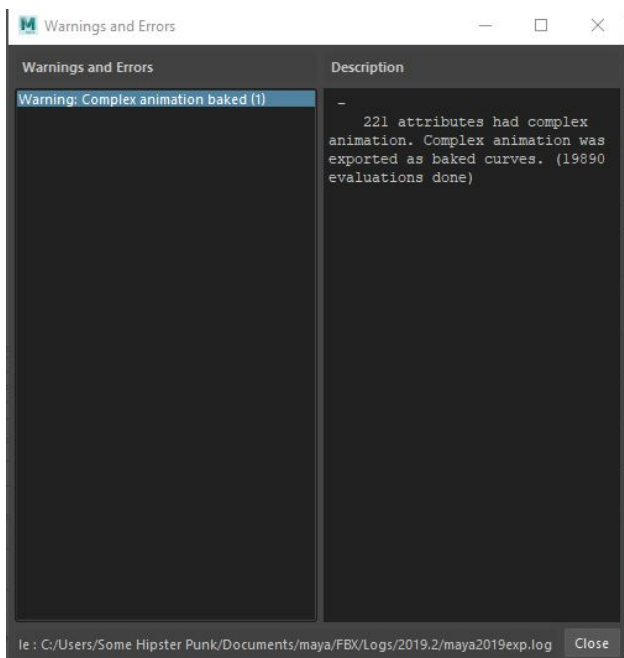 Warnings and Errors
Warnings and Errors
Description
Warning: Complex animation baked (1)
-
221 attributes had complex
animation. Complex animation was
exported as baked curves. (19890
evaluations done)
le : C:/Users/Some Hipster Punk/Documents/maya/FBX/Logs/2019.2/maya2019exp.log
Close